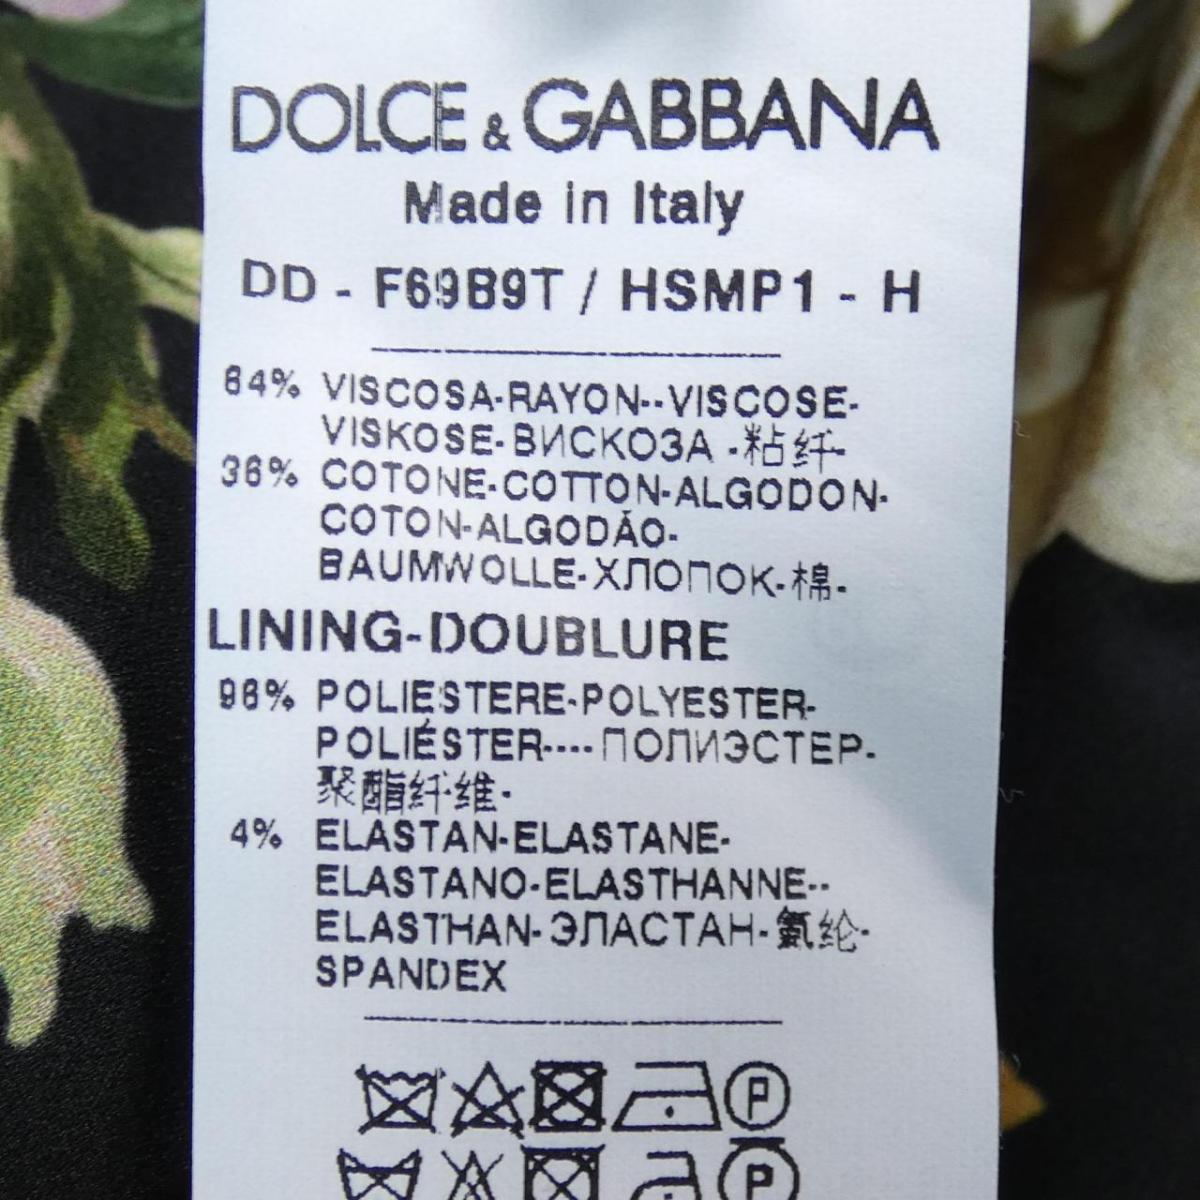 DOLCE & GABBANA
Made in Italy
DD - F69B9T / HSMP1 - H
64% VISCOSA-RAYON--VISCOSE-
VISKOSE-ВИСКОЗА -粘纤-
36% COTONE-COTTON-ALGODON-
COTON-ALGODÃO-
BAUMWOLLE-ХЛОПОК-棉-
LINING-DOUBLURE
96% POLIESTERE-POLYESTER-
POLIÉSTER----ПОЛИЭСТЕР-
聚酯纤维-
4% ELASTAN-ELASTANE-
ELASTANO-ELASTHANNE--
ELASTHAN-ЭЛАСТАН-氨纶-
SPANDEX
P
P